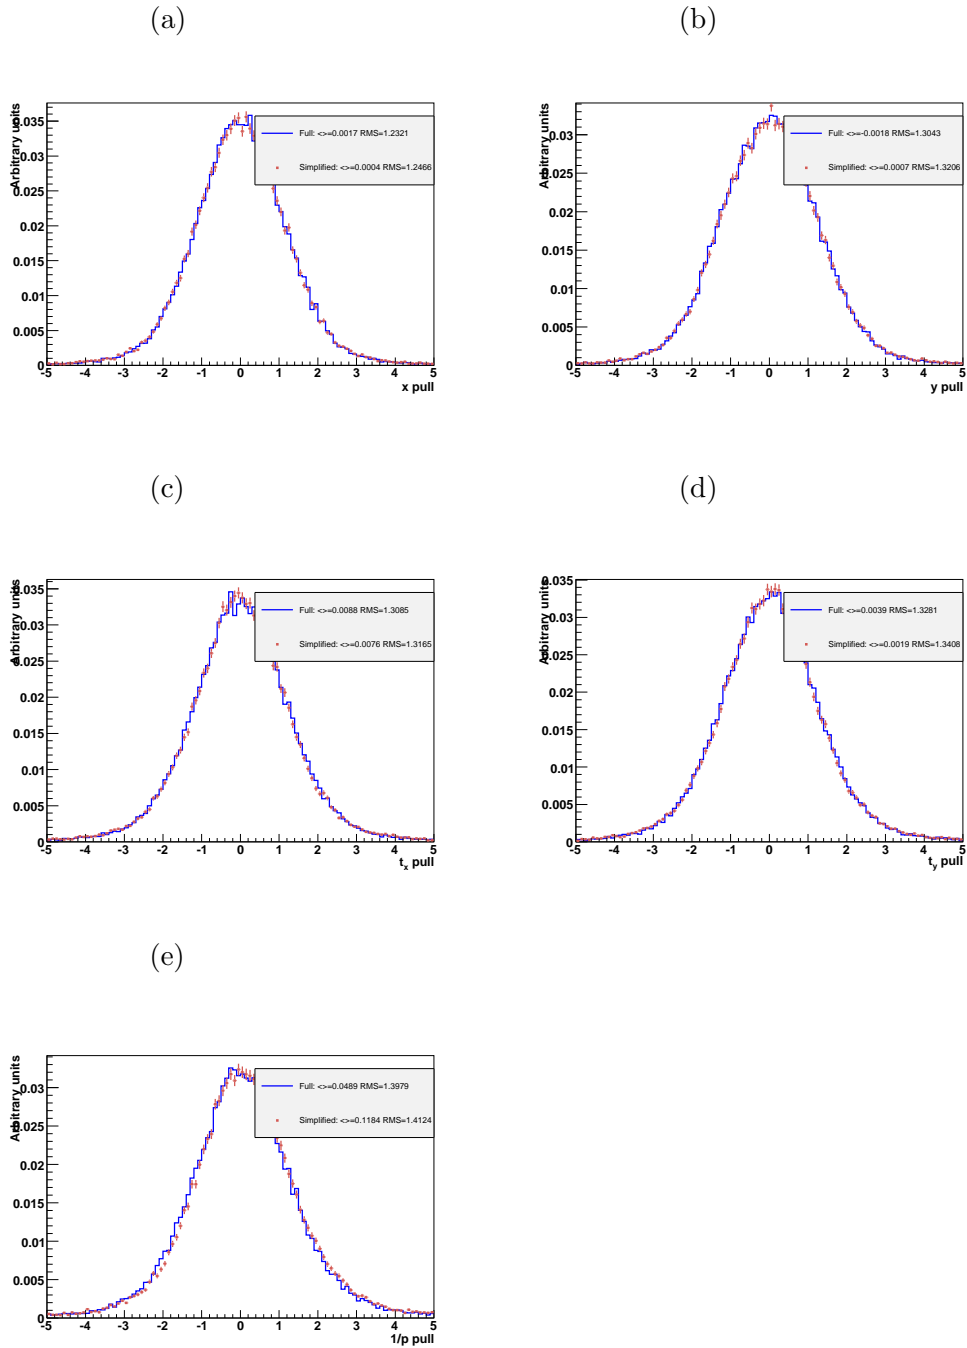 (a)
Arbitrary units
0.035
0.03
0.025
0.02
0.015
0.01
0.005
0
Full: <>=0.0017 RMS=1.2321
Simplified: <>=0.0004 RMS=1.2466
-5 -4 -3 -2 -1 0 1 2 3 4 5
x pull
(b)
Arbitrary units
0.03
0.025
0.02
0.015
0.01
0.005
0
Full: <>=-0.0018 RMS=1.3043
Simplified: <>=0.0007 RMS=1.3206
-5 -4 -3 -2 -1 0 1 2 3 4 5
y pull
(c)
Arbitrary units
0.035
0.03
0.025
0.02
0.015
0.01
0.005
0
Full: <>=0.0088 RMS=1.3085
Simplified: <>=0.0076 RMS=1.3165
-5 -4 -3 -2 -1 0 1 2 3 4 5
t_x pull
(d)
Arbitrary units
0.035
0.03
0.025
0.02
0.015
0.01
0.005
0
Full: <>=0.0039 RMS=1.3281
Simplified: <>=0.0019 RMS=1.3408
-5 -4 -3 -2 -1 0 1 2 3 4 5
t_y pull
(e)
Arbitrary units
0.03
0.025
0.02
0.015
0.01
0.005
0
Full: <>=0.0489 RMS=1.3979
Simplified: <>=0.1184 RMS=1.4124
-5 -4 -3 -2 -1 0 1 2 3 4 5
1/p pull